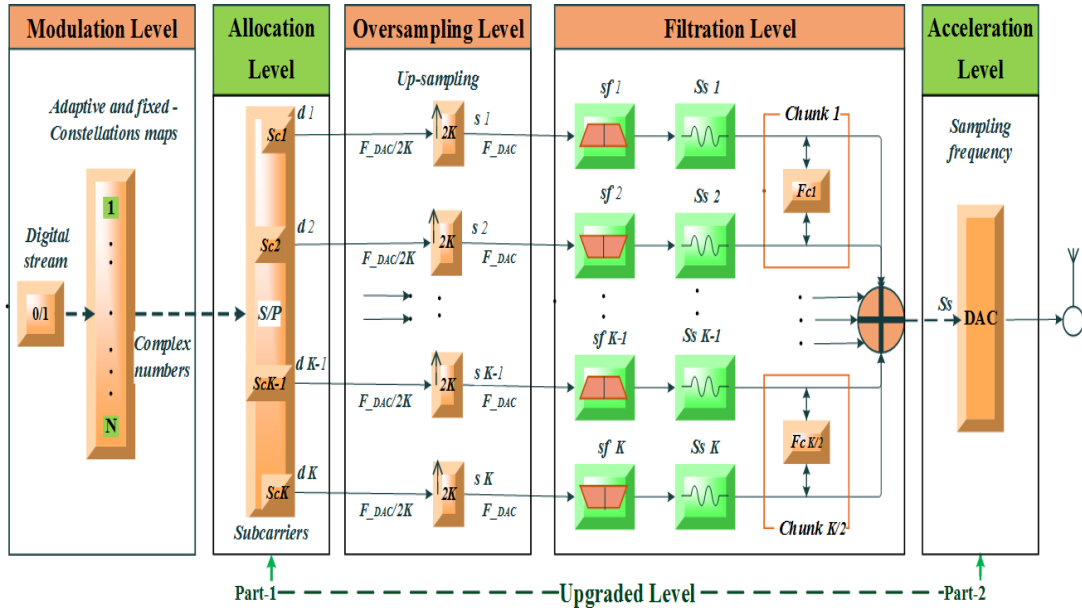 Modulation Level
Allocation Level
Oversampling Level
Filtration Level
Acceleration Level
Adaptive and fixed -
Constellations maps
Digital
stream
0/1
1
N
Complex
numbers
Sc1
Sc2
S/P
ScK-1
ScK
Subcarriers
d 1
d 2
d K-1
d K
Up-sampling
F_DAC/2K
2K
s 1
F_DAC
F_DAC/2K
2K
s 2
F_DAC
F_DAC/2K
2K
s K-1
F_DAC
F_DAC/2K
2K
s K
F_DAC
sf 1
Ss 1
sf 2
Ss 2
sf K-1
Ss K-1
sf K
Ss K
Chunk 1
Fc1
Fc K/2
Chunk K/2
Ss
Sampling
frequency
DAC
Part-1
Upgraded Level
Part-2